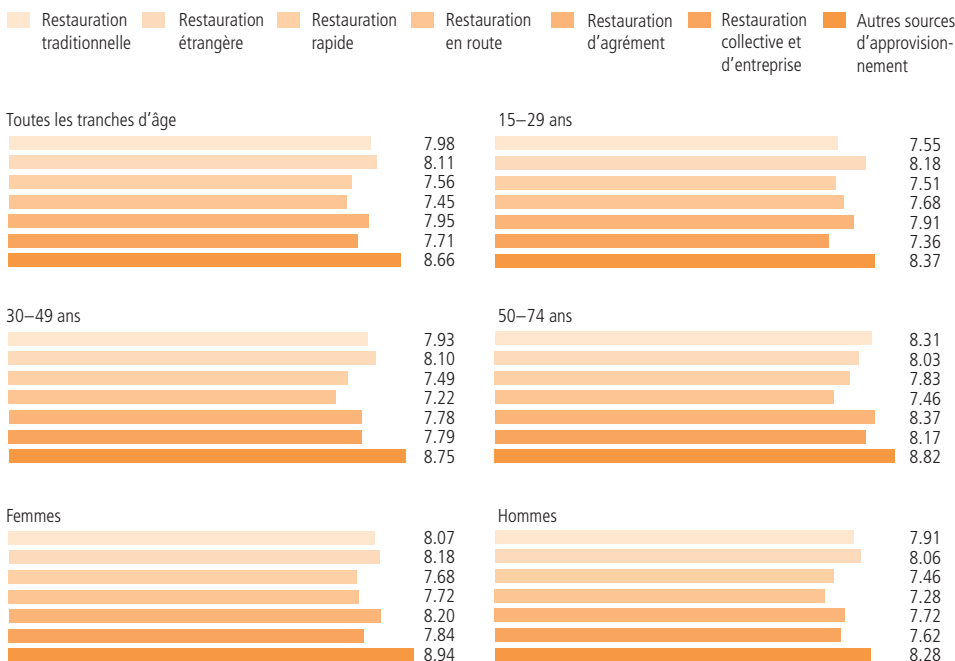 Restauration
traditionnelle
Restauration
étrangère
Restauration
rapide
Restauration
en route
Restauration
d’agrément
Restauration
collective et
d’entreprise
Autres sources
d’approvision-
nement
Toutes les tranches d’âge
7.98
8.11
7.56
7.45
7.95
7.71
8.66
15–29 ans
7.55
8.18
7.51
7.68
7.91
7.36
8.37
30–49 ans
7.93
8.10
7.49
7.22
7.78
7.79
8.75
50–74 ans
8.31
8.03
7.83
7.46
8.37
8.17
8.82
Femmes
8.07
8.18
7.68
7.72
8.20
7.84
8.94
Hommes
7.91
8.06
7.46
7.28
7.72
7.62
8.28